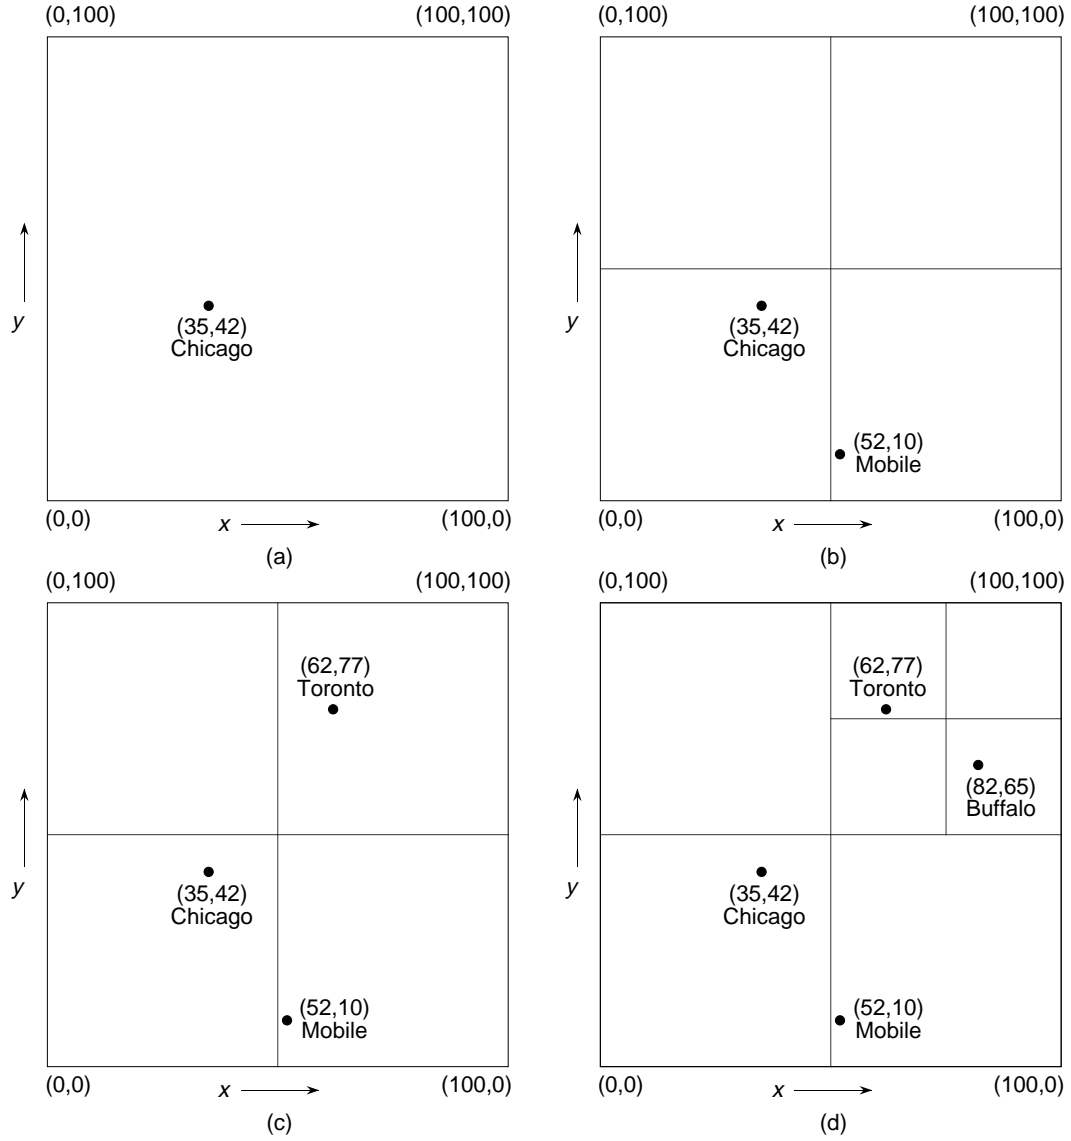 (0,100) (100,100)
(35,42)
Chicago
y
(0,0) x (100,0)
(a)
(0,100) (100,100)
(35,42)
Chicago
(52,10)
Mobile
y
(0,0) x (100,0)
(b)
(0,100) (100,100)
(62,77)
Toronto
(35,42)
Chicago
(52,10)
Mobile
y
(0,0) x (100,0)
(c)
(0,100) (100,100)
(62,77)
Toronto
(82,65)
Buffalo
(35,42)
Chicago
(52,10)
Mobile
y
(0,0) x (100,0)
(d)